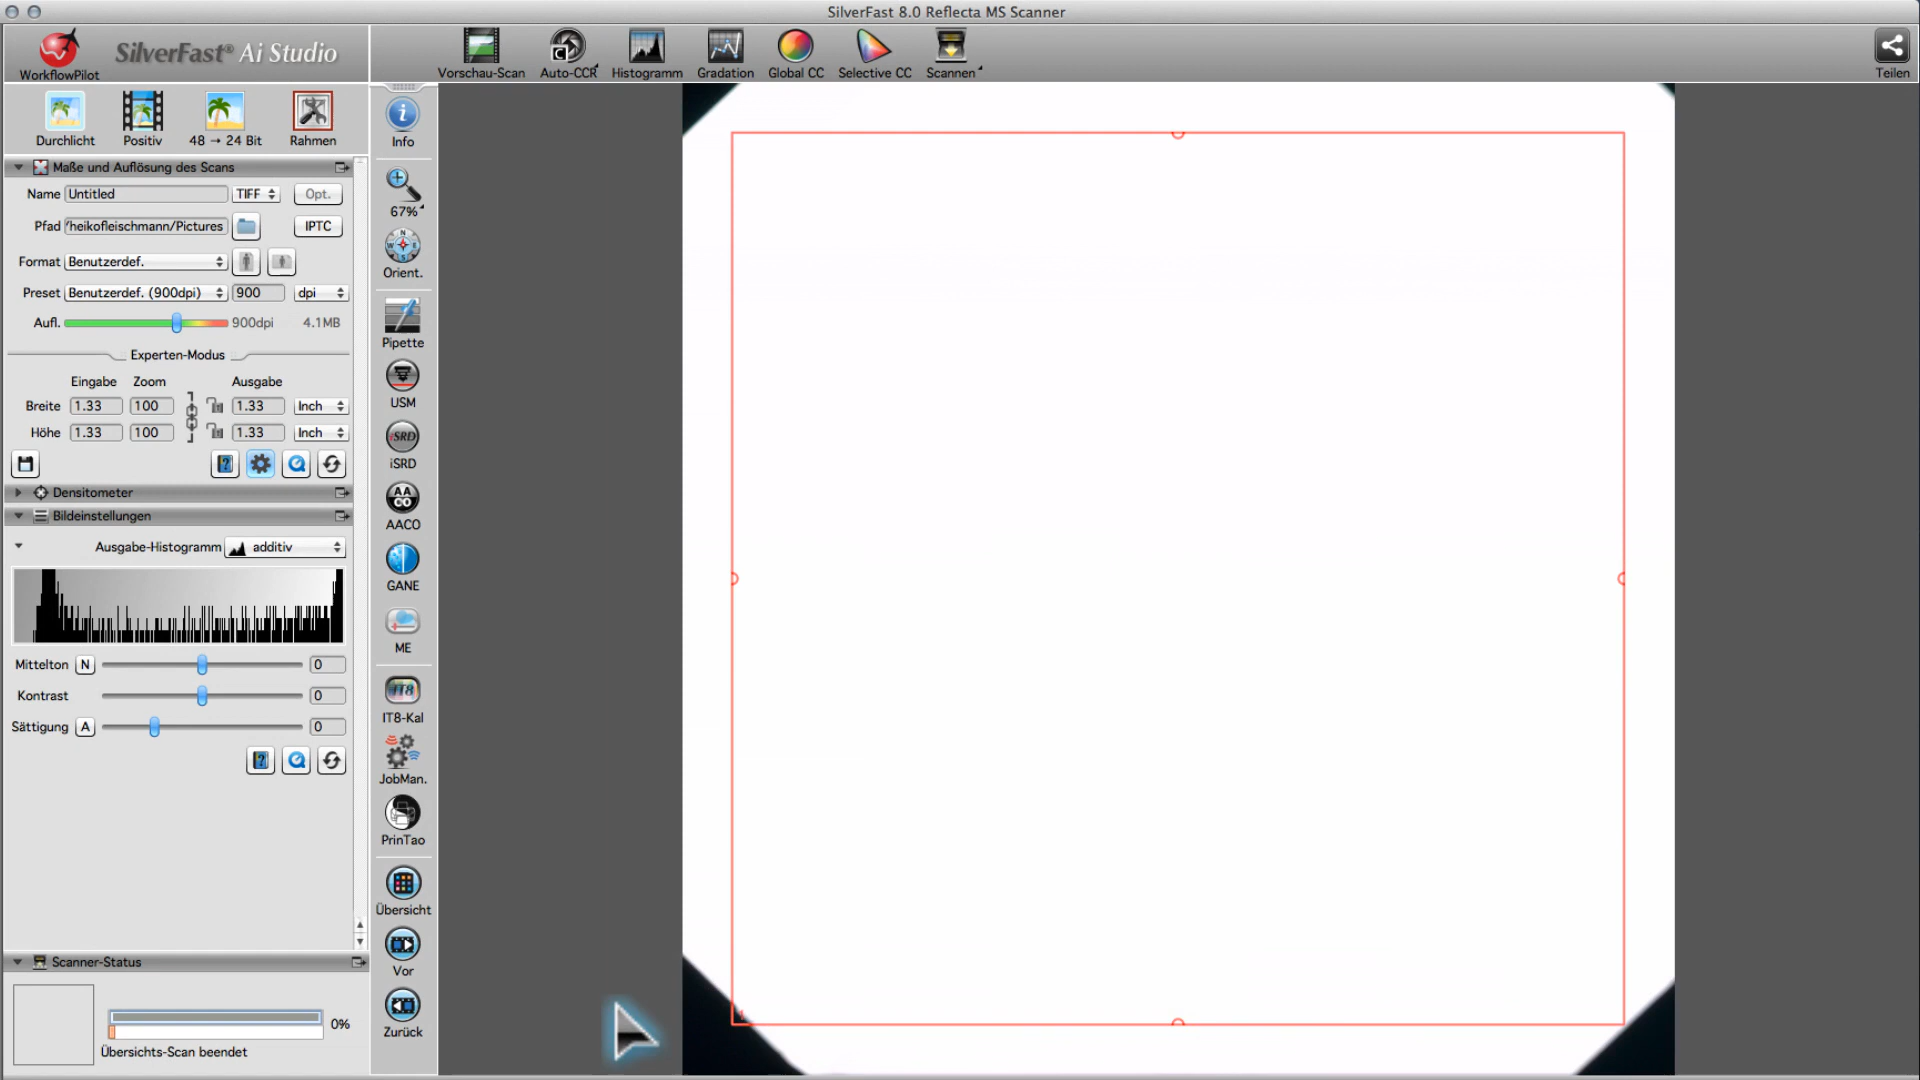 SilverFast 8.0 Reflecta MS Scanner
WorkflowPilot
SilverFast® Ai Studio
Vorschau-Scan
Auto-CCR
Histogramm
Gradation
Global CC
Selective CC
Scannen
Teilen
Durchlicht
Positiv
48 → 24 Bit
Rahmen
Maße und Auflösung des Scans
Name Untitled TIFF Opt.
Pfad /heikofleischmann/Pictures IPTC
Format Benutzerdef.
Preset Benutzerdef. (900dpi) 900 dpi
Aufl. 900dpi 4.1MB
Experten-Modus
Eingabe Zoom Ausgabe
Breite 1.33 100 1.33 Inch
Höhe 1.33 100 1.33 Inch
Densitometer
Bildeinstellungen
Ausgabe-Histogramm additiv
Mittelton N 0
Kontrast 0
Sättigung A 0
Scanner-Status
0%
Übersichts-Scan beendet
Info
67%
N
W E
S
Orient.
Pipette
USM
iSRD
iSRD
AA
CO
AACO
GANE
ME
IT8
IT8-Kal
JobMan.
PrinTao
Übersicht
Vor
Zurück